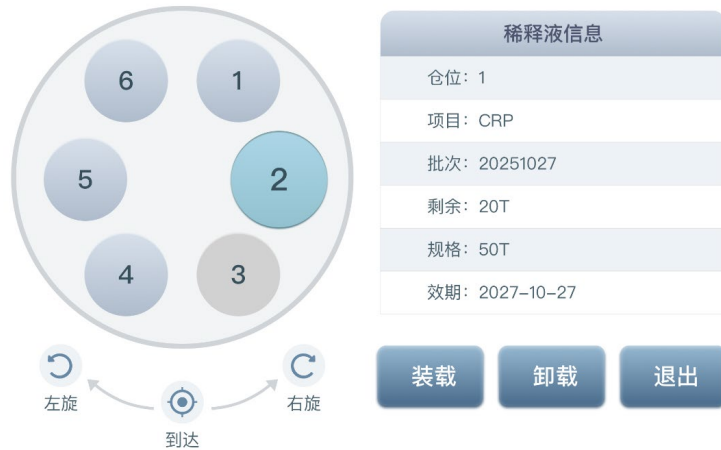 稀释液信息
6
1
仓位：1
项目：CRP
5
2
批次：20251027
剩余：20T
4
3
规格：50T
效期：2027-10-27
左旋
到达
右旋
装载
卸载
退出